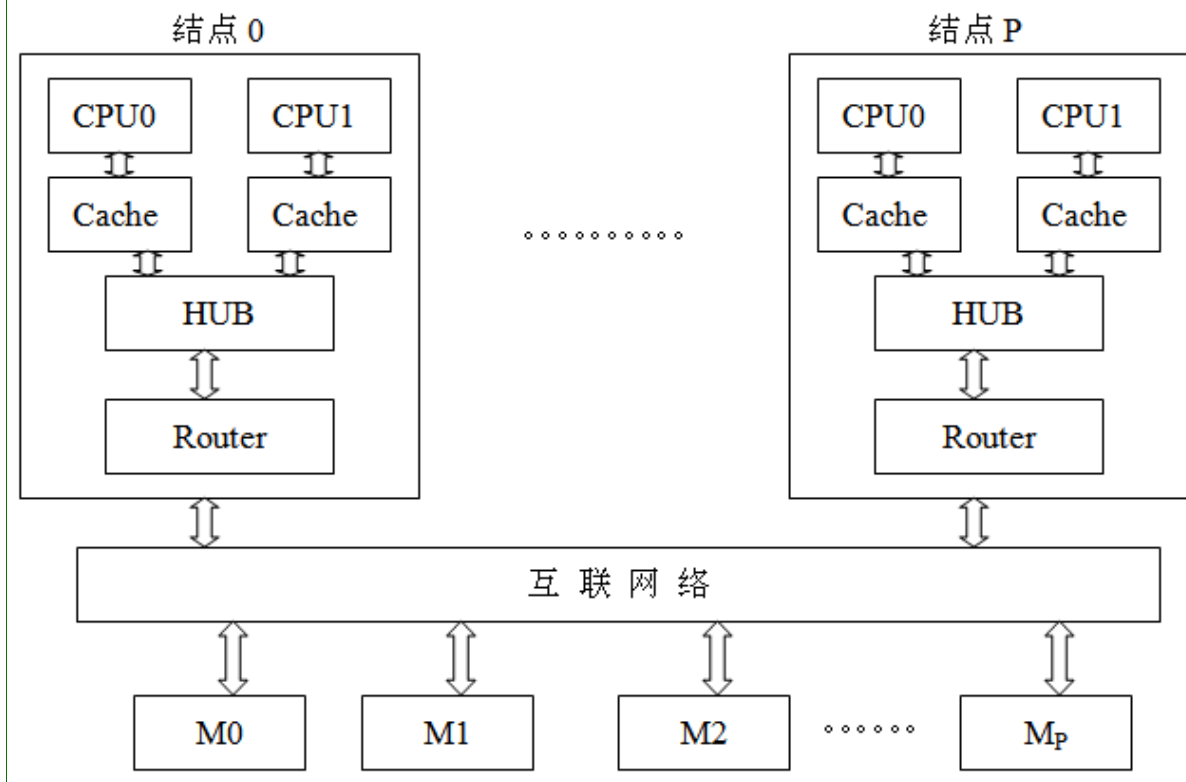 结点 0 结点 P
CPU0 CPU1 CPU0 CPU1
Cache Cache Cache Cache
HUB HUB
Router Router
互 联 网 络
M0 M1 M2 MP